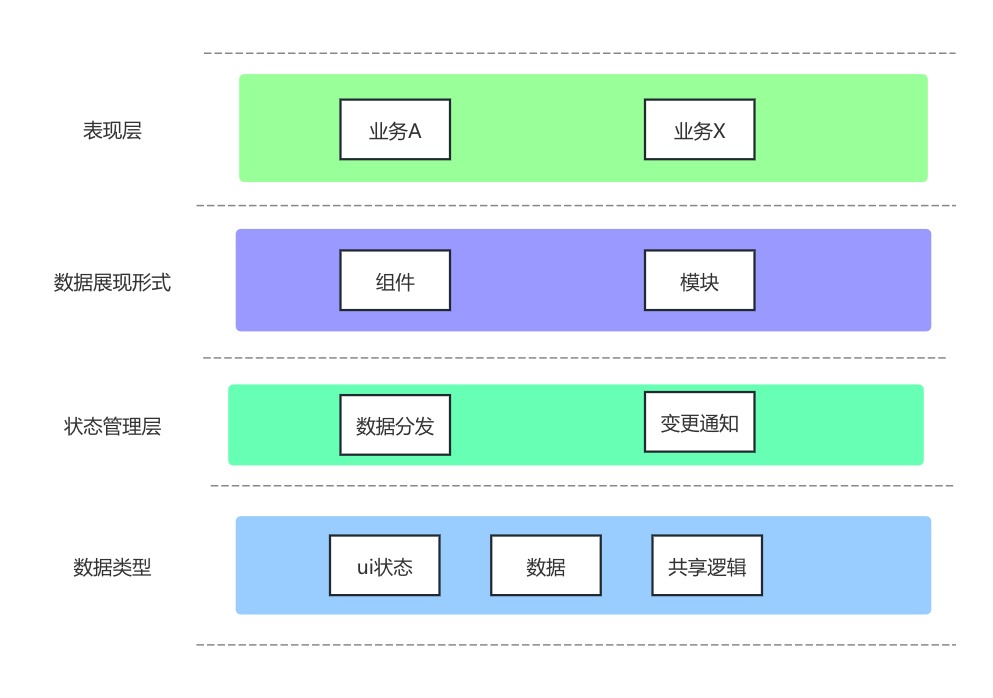 表现层
业务A
业务X
数据展现形式
组件
模块
状态管理层
数据分发
变更通知
数据类型
ui状态
数据
共享逻辑